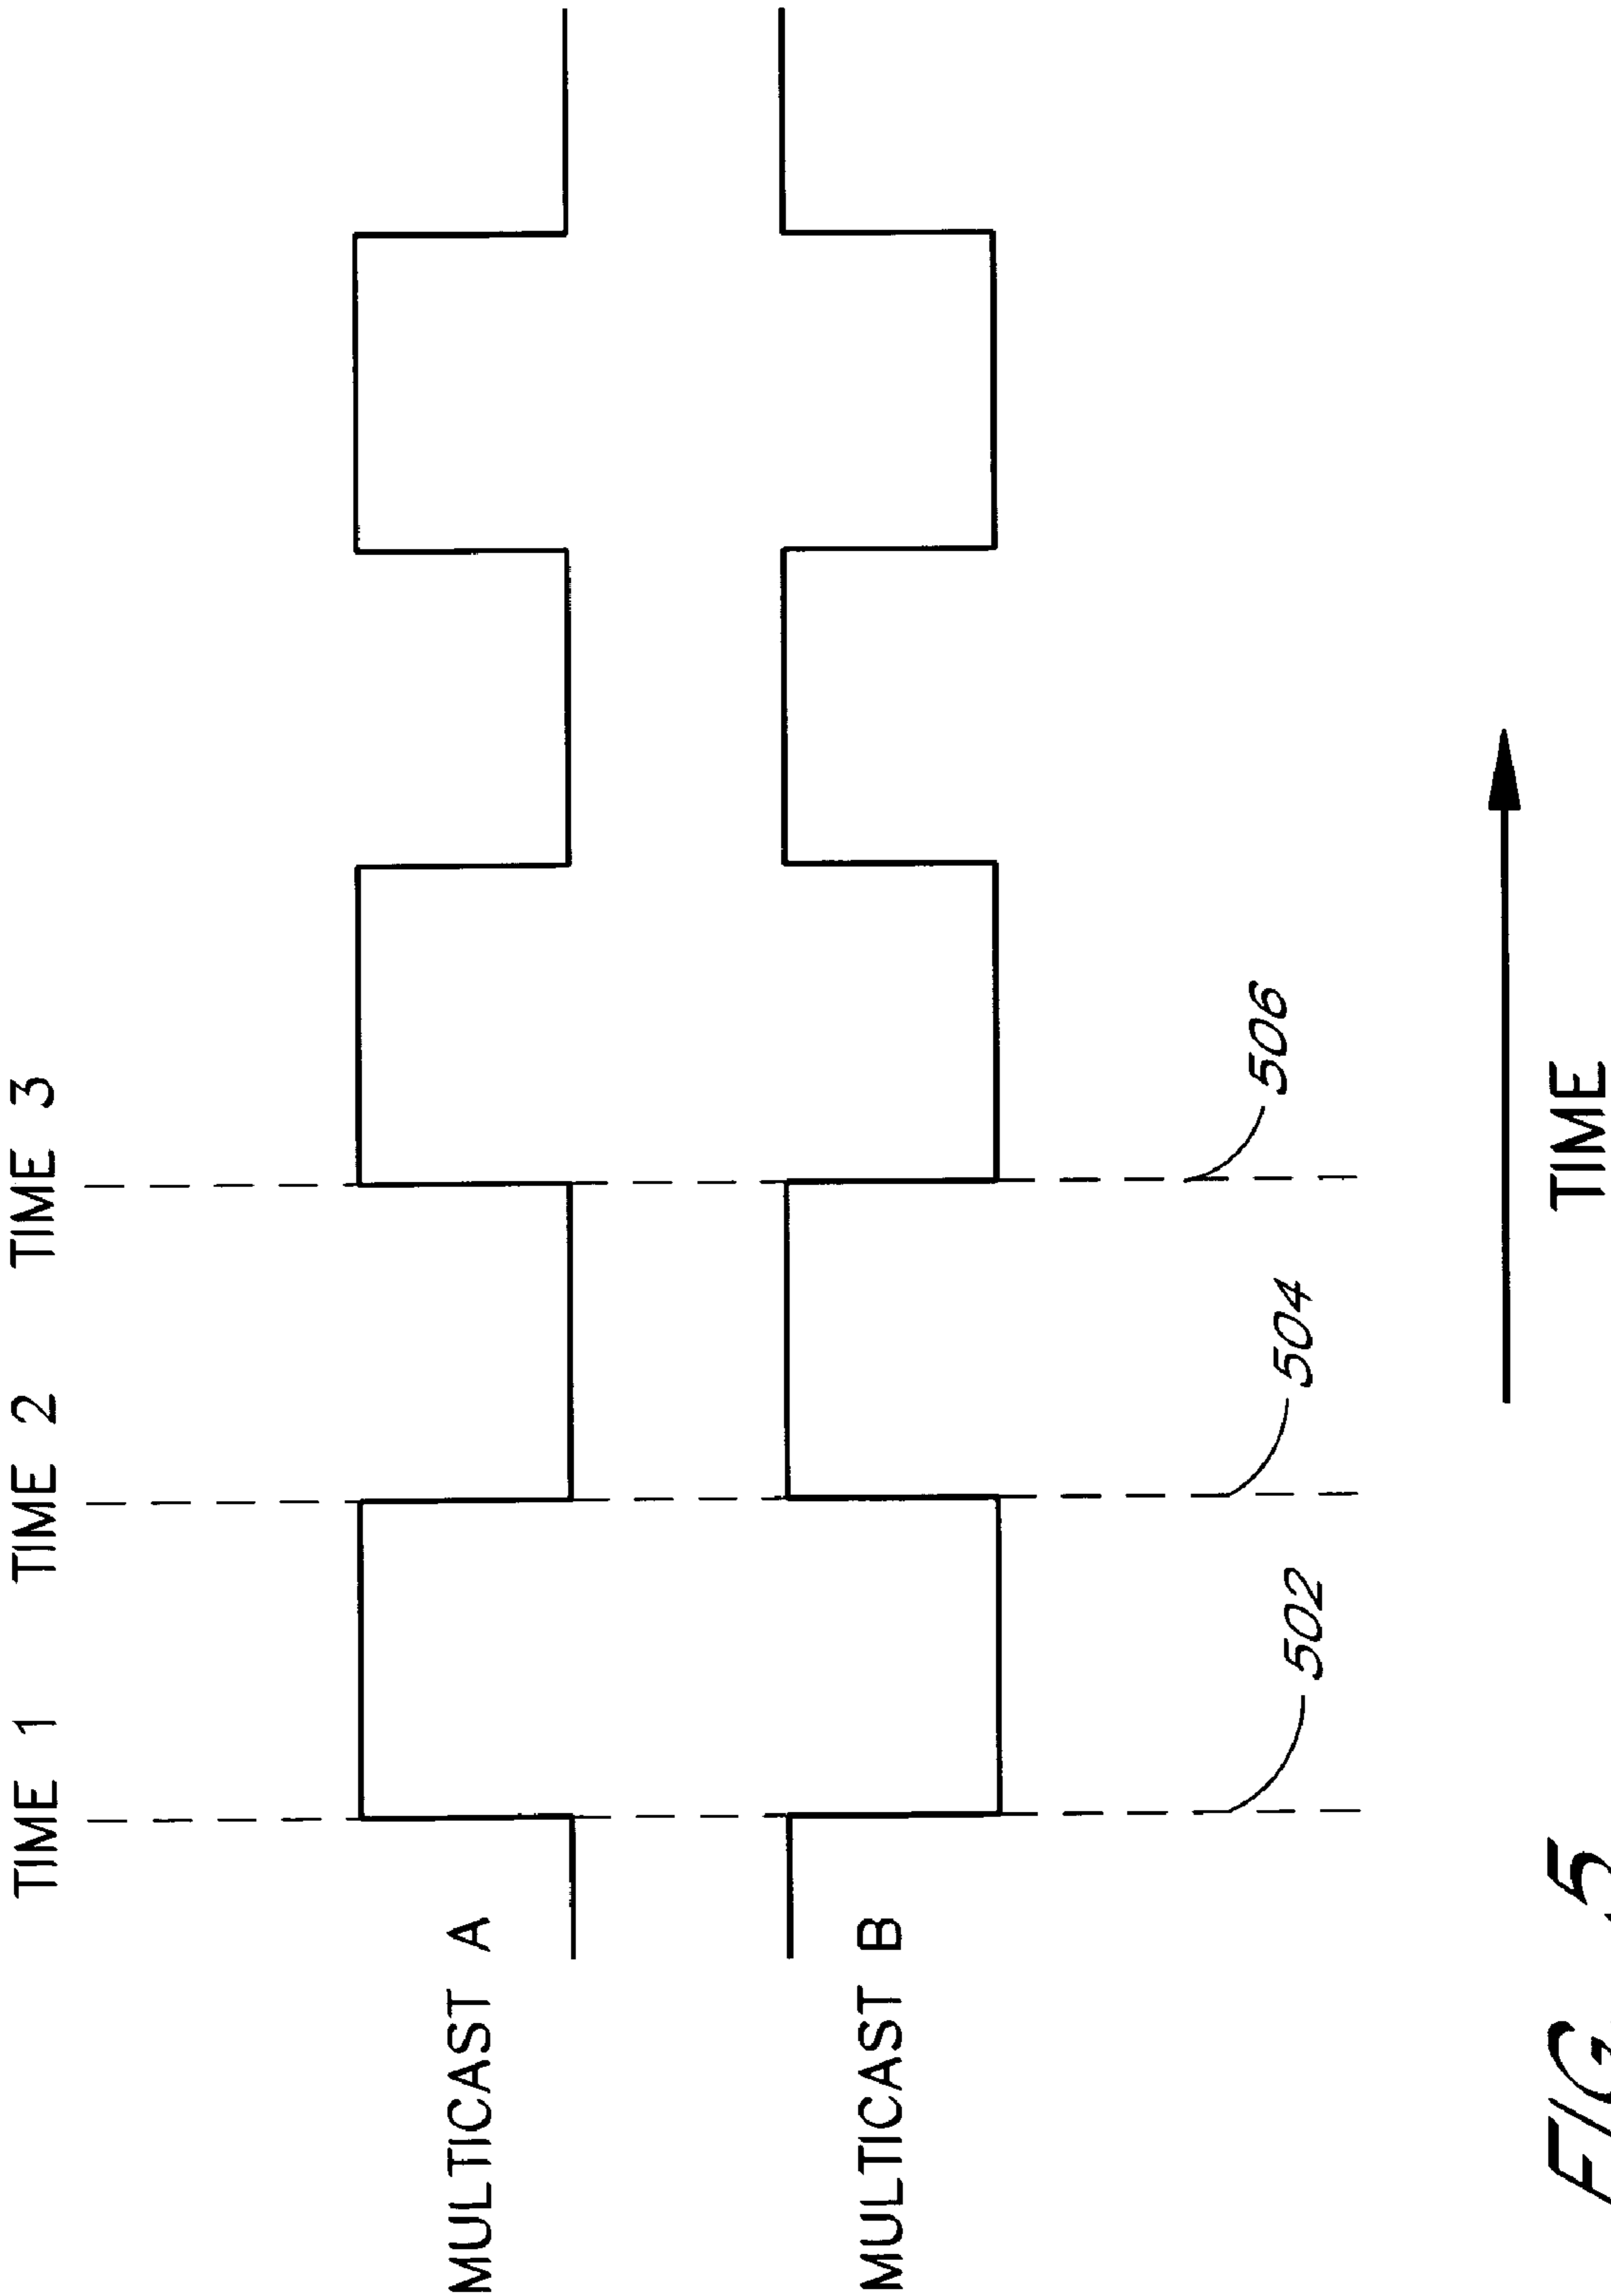 TIME 1 TIME 2 TIME 3
MULTICAST A
MULTICAST B
502
504
506
TIME
FIG. 5